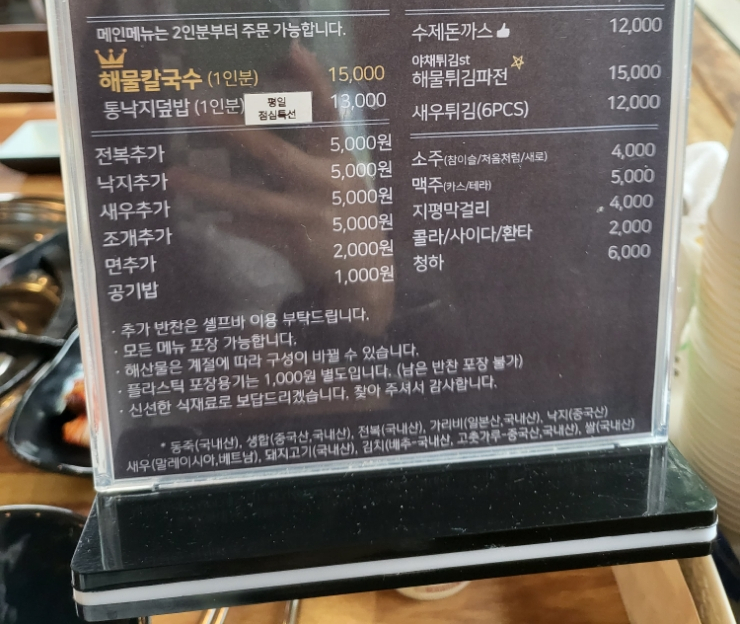 메인메뉴는 2인분부터 주문 가능합니다.
해물칼국수 (1인분) 15,000
통낙지덮밥 (1인분) 평일 점심특선 13,000
전복추가 5,000원
낙지추가 5,000원
새우추가 5,000원
조개추가 5,000원
면추가 2,000원
공기밥 1,000원
수제돈까스 12,000
야채튀김st
해물튀김파전 15,000
새우튀김(6PCS) 12,000
소주(참이슬/처음처럼/새로) 4,000
맥주(카스/테라) 5,000
지평막걸리 4,000
콜라/사이다/환타 2,000
청하 6,000
· 추가 반찬은 셀프바 이용 부탁드립니다.
· 모든 메뉴 포장 가능합니다.
· 해산물은 계절에 따라 구성이 바뀔 수 있습니다.
· 플라스틱 포장용기는 1,000원 별도입니다. (남은 반찬 포장 불가)
· 신선한 식재료로 보답드리겠습니다. 찾아 주셔서 감사합니다.
* 동죽(국내산), 생합(중국산,국내산), 전복(국내산), 가리비(일본산,국내산), 낙지(중국산)
새우(말레이시아,베트남), 돼지고기(국내산), 김치(배추-국내산, 고춧가루-중국산,국내산), 쌀(국내산)